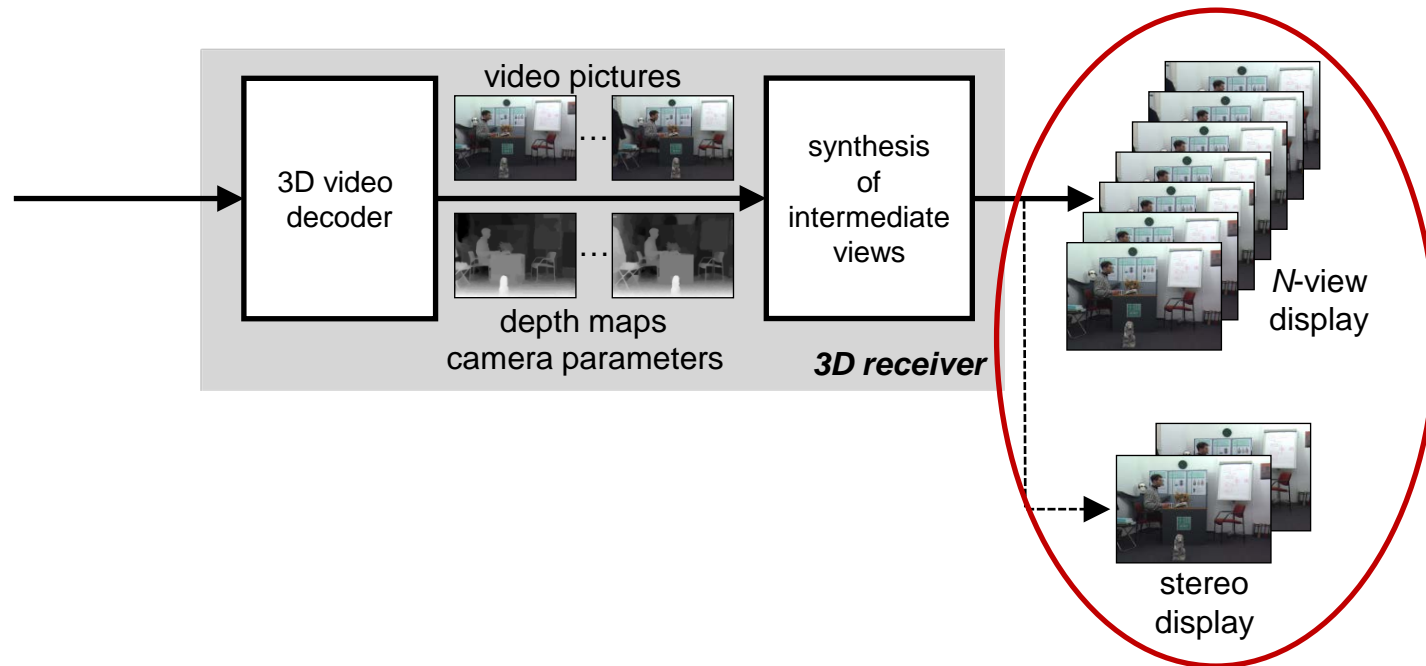 video pictures
...
...
3D video
decoder
synthesis
of
intermediate
views
depth maps
camera parameters
3D receiver
N-view
display
stereo
display